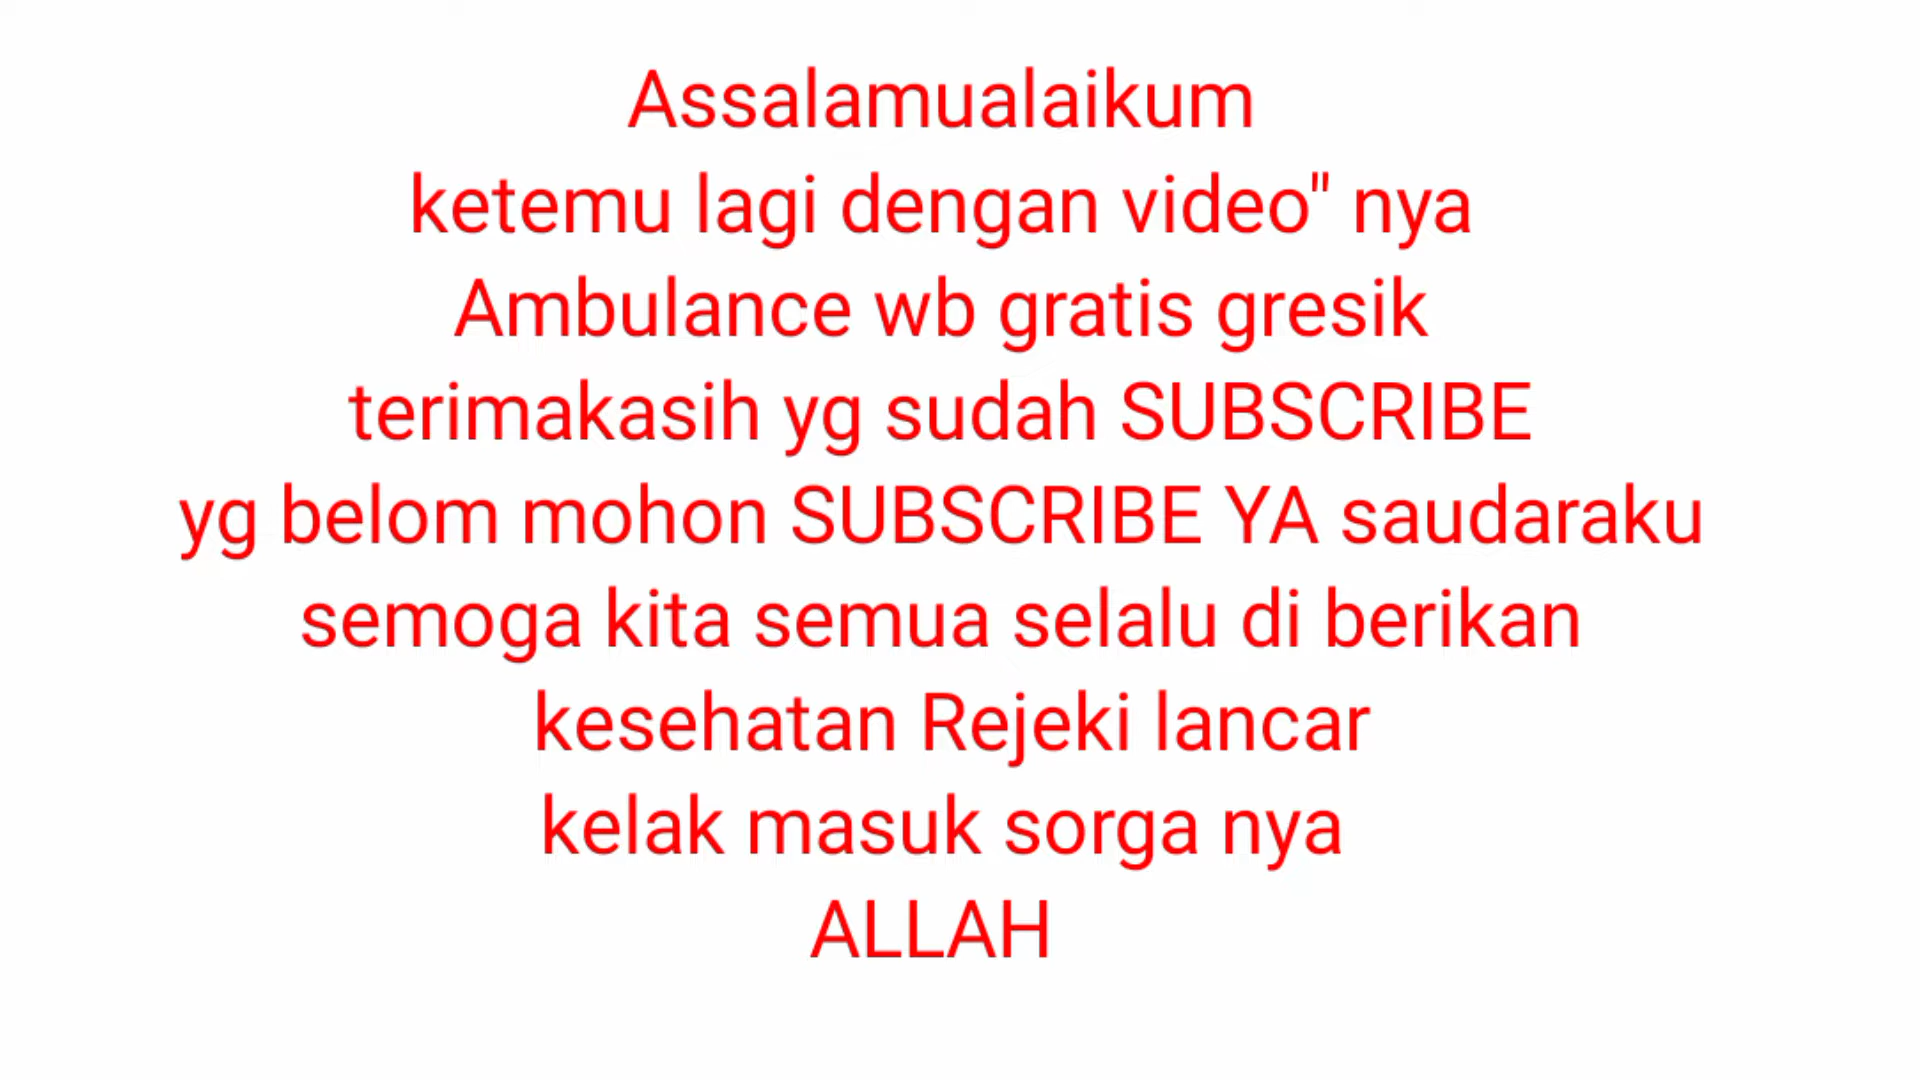 Assalamualaikum
ketemu lagi dengan video" nya
Ambulance wb gratis gresik
terimakasih yg sudah SUBSCRIBE
yg belom mohon SUBSCRIBE YA saudaraku
semoga kita semua selalu di berikan
kesehatan Rejeki lancar
kelak masuk sorga nya
ALLAH